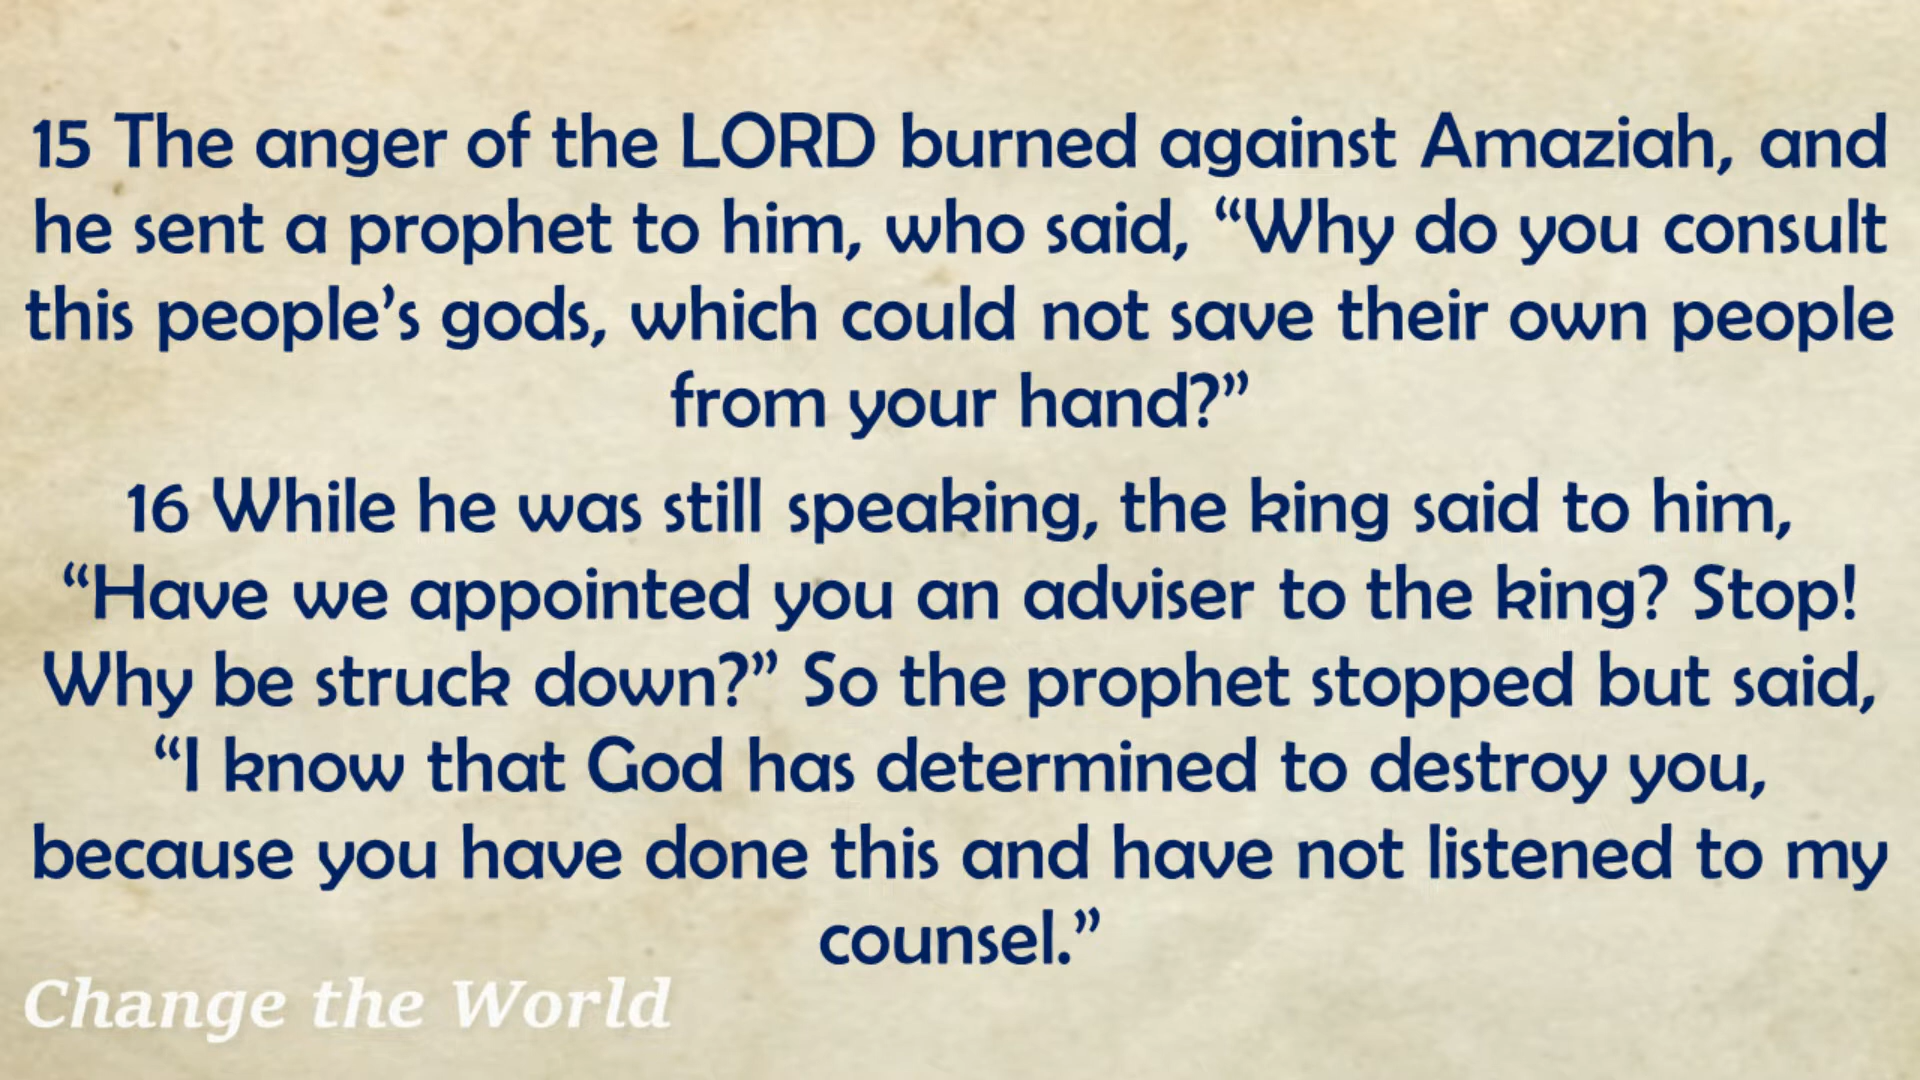 15 The anger of the LORD burned against Amaziah, and
he sent a prophet to him, who said, “Why do you consult
this people’s gods, which could not save their own people
from your hand?”
16 While he was still speaking, the king said to him,
“Have we appointed you an adviser to the king? Stop!
Why be struck down?” So the prophet stopped but said,
“I know that God has determined to destroy you,
because you have done this and have not listened to my
counsel.”
Change the World